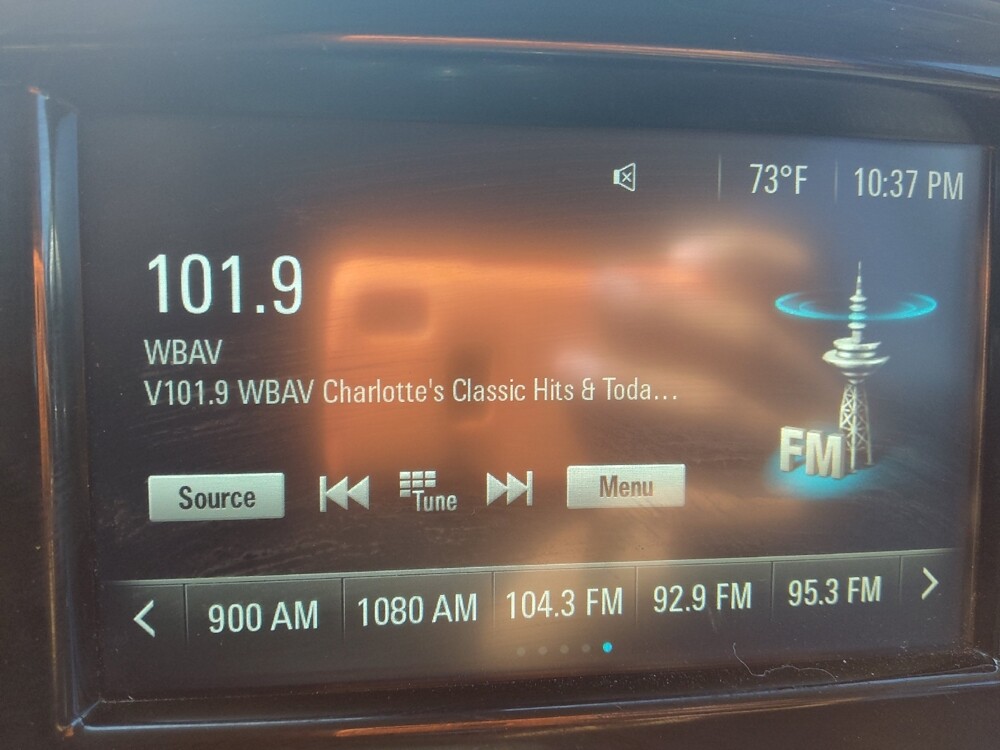 73°F 10:37 PM
101.9
WBAV
V101.9 WBAV Charlotte's Classic Hits & Toda...
FM
Source Tune Menu
900 AM 1080 AM 104.3 FM 92.9 FM 95.3 FM